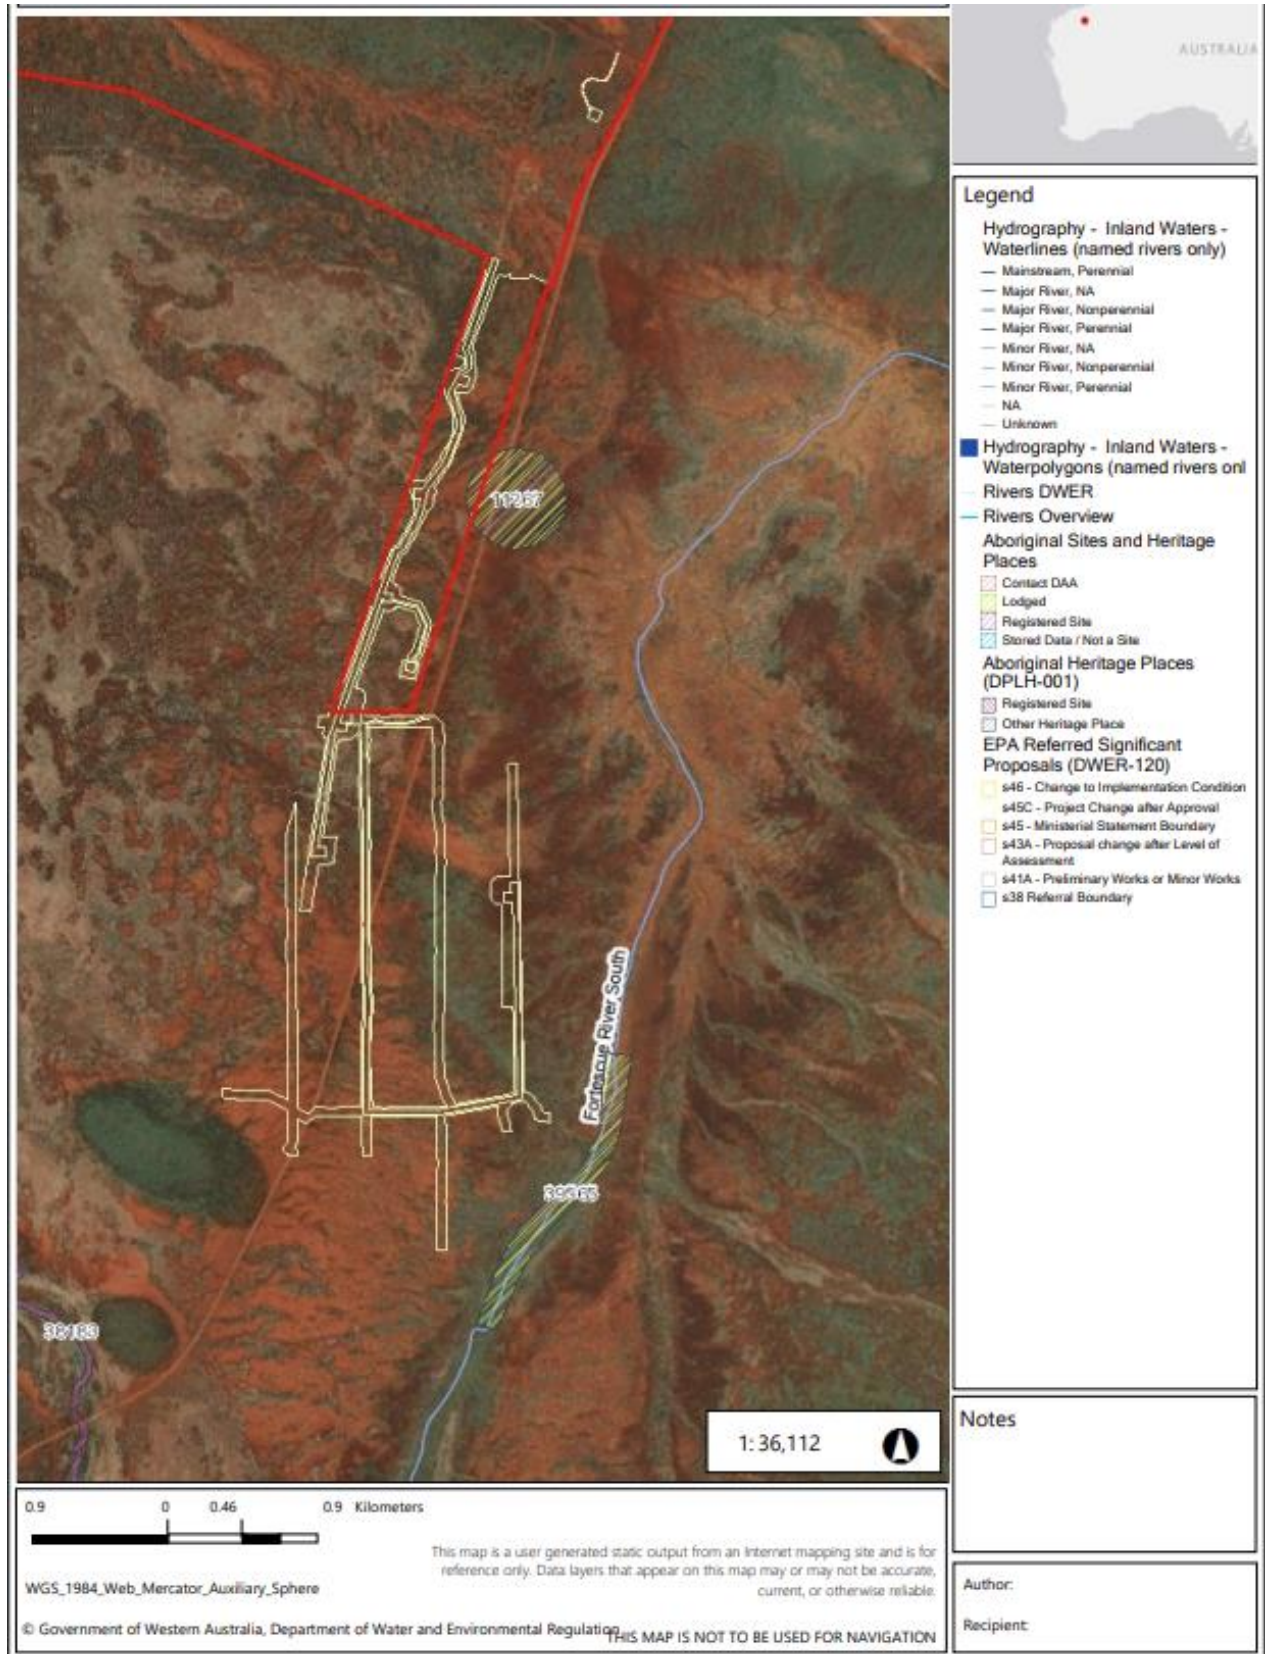 AUSTRALIA
Legend
Hydrography - Inland Waters -
Waterlines (named rivers only)
Mainstream, Perennial
Major River, NA
Major River, Nonperennial
Major River, Perennial
Minor River, NA
Minor River, Nonperennial
Minor River, Perennial
NA
Unknown
Hydrography - Inland Waters -
Waterpolygons (named rivers onl
Rivers DWER
Rivers Overview
Aboriginal Sites and Heritage
Places
Contact DAA
Lodged
Registered Site
Stored Data / Not a Site
Aboriginal Heritage Places
(DPLH-001)
Registered Site
Other Heritage Place
EPA Referred Significant
Proposals (DWER-120)
s46 - Change to Implementation Condition
s45C - Project Change after Approval
s45 - Ministerial Statement Boundary
s43A - Proposal change after Level of
Assessment
s41A - Preliminary Works or Minor Works
s38 Referral Boundary
Fortescue River South
1: 36,112
Notes
0.9 0 0.46 0.9 Kilometers
This map is a user generated static output from an Internet mapping site and is for
reference only. Data layers that appear on this map may or may not be accurate,
current, or otherwise reliable.
WGS_1984_Web_Mercator_Auxiliary_Sphere
© Government of Western Australia, Department of Water and Environmental Regulation
THIS MAP IS NOT TO BE USED FOR NAVIGATION
Author:
Recipient: